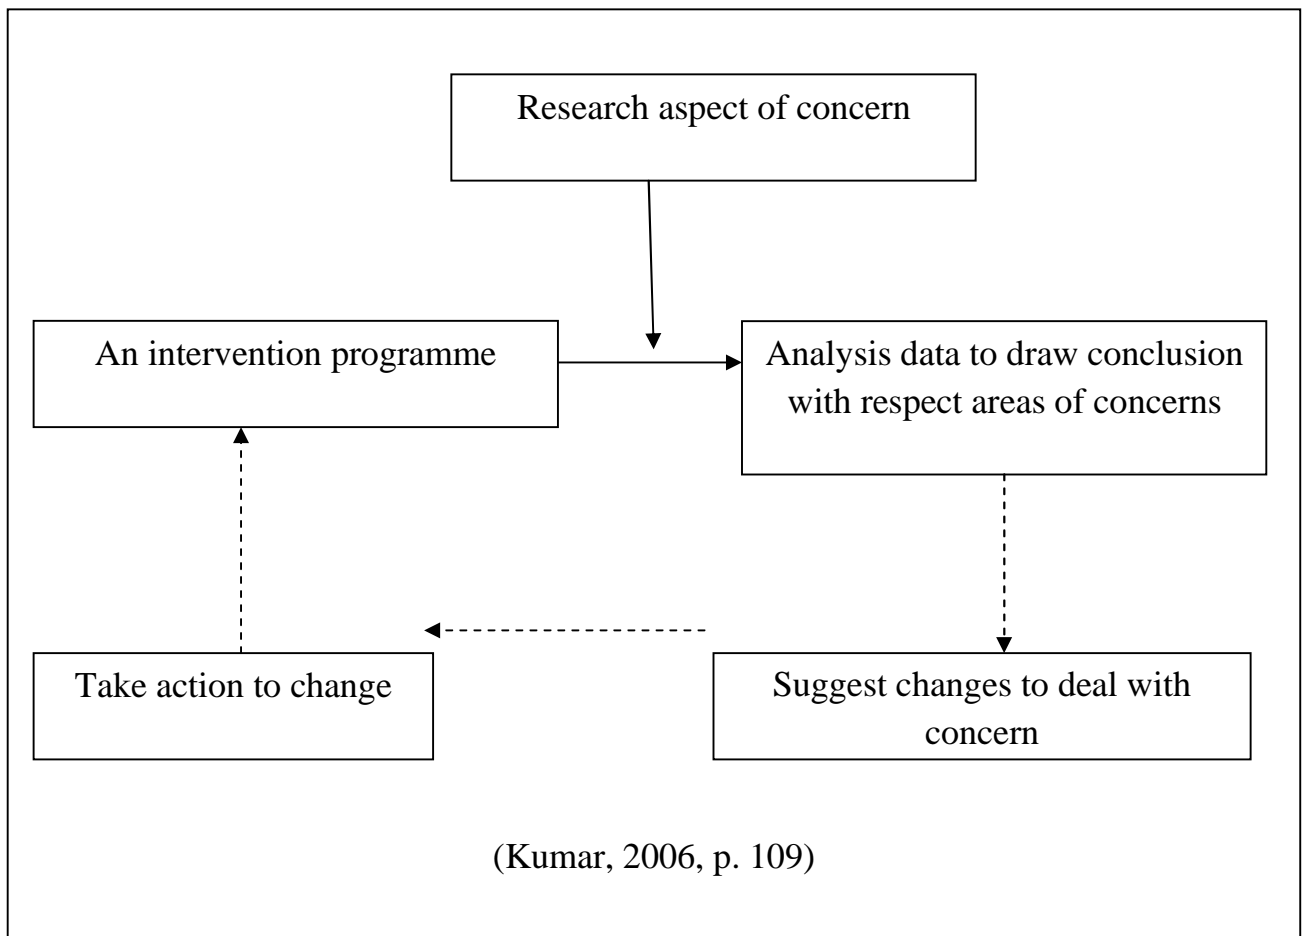 Research aspect of concern
An intervention programme
Analysis data to draw conclusion
with respect areas of concerns
Take action to change
Suggest changes to deal with
concern
(Kumar, 2006, p. 109)